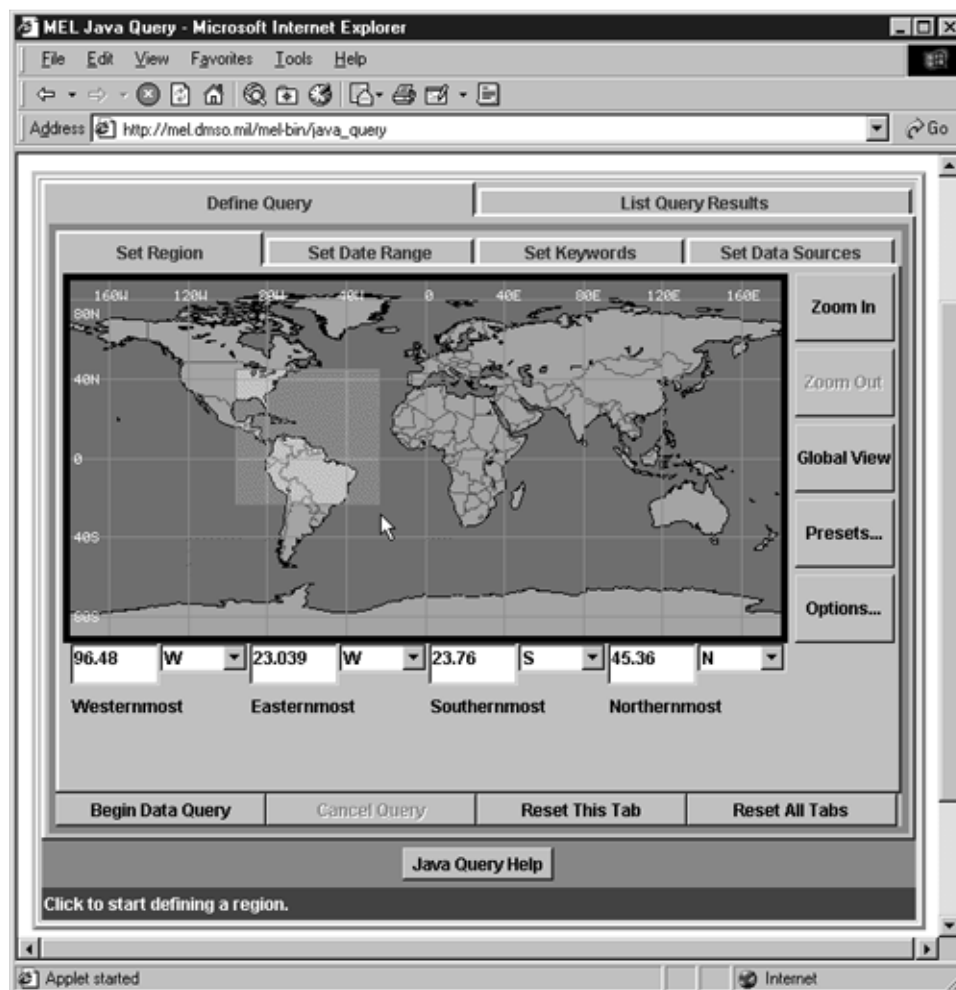 MEL Java Query - Microsoft Internet Explorer
File Edit View Favorites Tools Help
Address http://mel.dmso.mil/mel-bin/java_query Go
Define Query List Query Results
Set Region Set Date Range Set Keywords Set Data Sources
160W 120W 80W 40W 0 40E 80E 120E 160E
80N
40N
0
40S
80S
Zoom In
Zoom Out
Global View
Presets...
Options...
96.48 W 23.039 W 23.76 S 45.36 N
Westernmost Easternmost Southernmost Northernmost
Begin Data Query Cancel Query Reset This Tab Reset All Tabs
Java Query Help
Click to start defining a region.
Applet started Internet